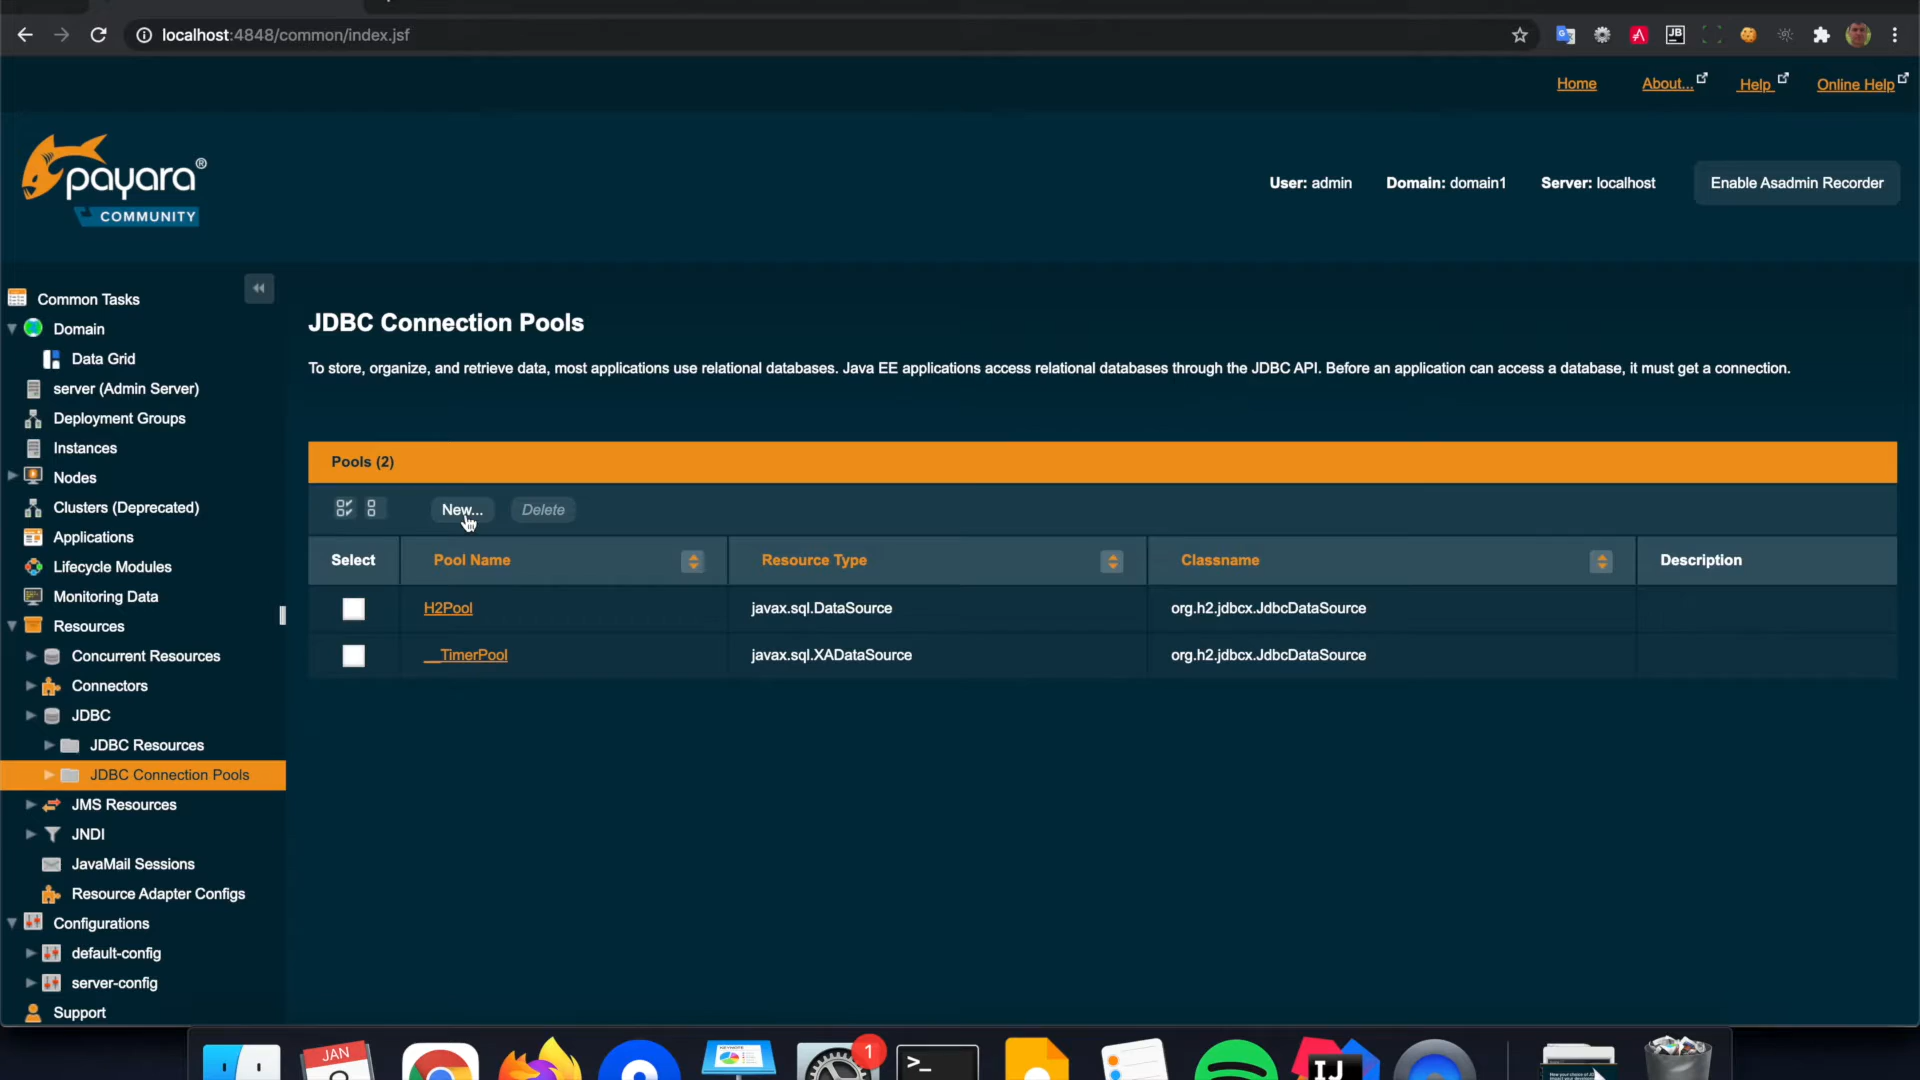 localhost:4848/common/index.jsf
JB
Home
About...
Help
Online Help
payara®
COMMUNITY
User: admin
Domain: domain1
Server: localhost
Enable Asadmin Recorder
Common Tasks
Domain
Data Grid
server (Admin Server)
Deployment Groups
Instances
Nodes
Clusters (Deprecated)
Applications
Lifecycle Modules
Monitoring Data
Resources
Concurrent Resources
Connectors
JDBC
JDBC Resources
JDBC Connection Pools
JMS Resources
JNDI
JavaMail Sessions
Resource Adapter Configs
Configurations
default-config
server-config
Support
JDBC Connection Pools
To store, organize, and retrieve data, most applications use relational databases. Java EE applications access relational databases through the JDBC API. Before an application can access a database, it must get a connection.
Pools (2)
New...
Delete
Select
Pool Name
Resource Type
Classname
Description
H2Pool
javax.sql.DataSource
org.h2.jdbcx.JdbcDataSource
__TimerPool
javax.sql.XADataSource
org.h2.jdbcx.JdbcDataSource
JAN
KEYNOTE
1
>_
IJ